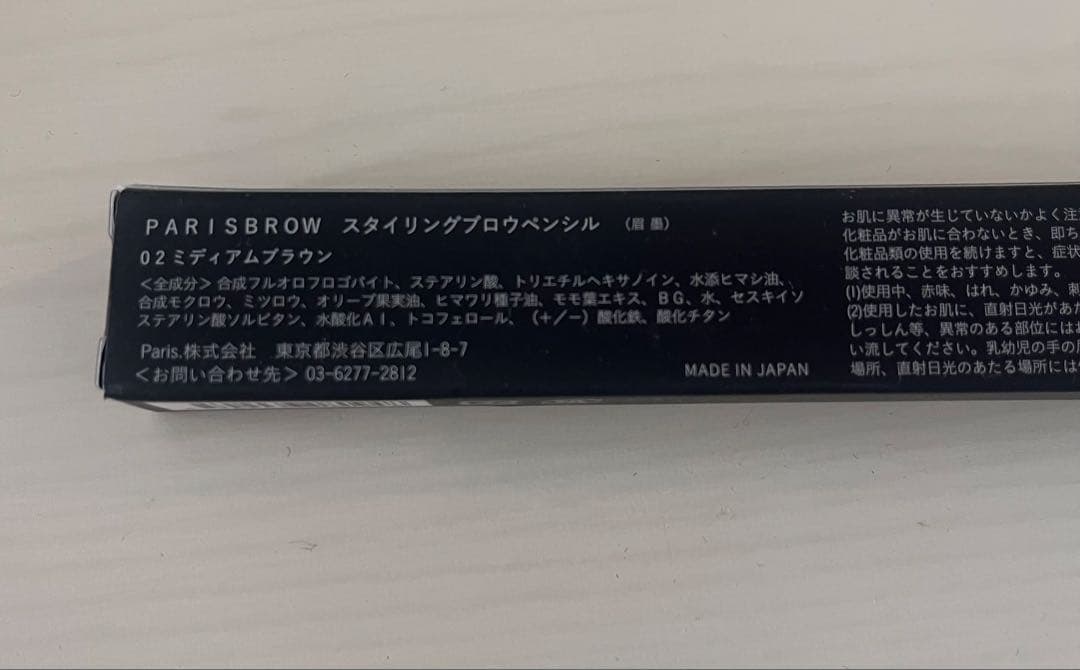 PARISBROW スタイリングブロウペンシル （眉墨）
02ミディアムブラウン
＜全成分＞合成フルオロフロゴパイト、ステアリン酸、トリエチルヘキサノイン、水添ヒマシ油、
合成モクロウ、ミツロウ、オリーブ果実油、ヒマワリ種子油、モモ葉エキス、BG、水、セスキイソ
ステアリン酸ソルビタン、水酸化Al、トコフェロール、（+/−）酸化鉄、酸化チタン
Paris.株式会社 東京都渋谷区広尾1-8-7
＜お問い合わせ先＞03-6277-2812
MADE IN JAPAN
お肌に異常が生じていないかよく注
化粧品がお肌に合わないとき、即ち
化粧品類の使用を続けますと、症状
談されることをおすすめします。
(1)使用中、赤味、はれ、かゆみ、刺
(2)使用したお肌に、直射日光があた
しっしん等、異常のある部位にはお
い流してください。乳幼児の手の届
場所、直射日光のあたる場所には